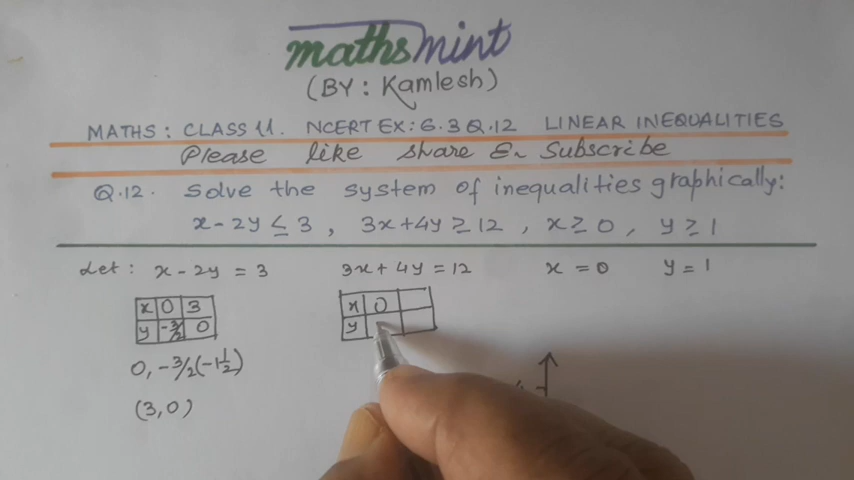 mathsmint
(BY: Kamlesh)
MATHS: CLASS 11. NCERT EX: 6.3 Q.12 LINEAR INEQUALITIES
Please like share & Subscribe
Q.12. Solve the system of inequalities graphically:
x - 2y ≤ 3, 3x + 4y ≥ 12, x ≥ 0, y ≥ 1
Let: x - 2y = 3 3x + 4y = 12 x = 0 y = 1
x 0 3 x 0
y -3/2 0 y
0, -3/2 (-1 1/2)
(3, 0)